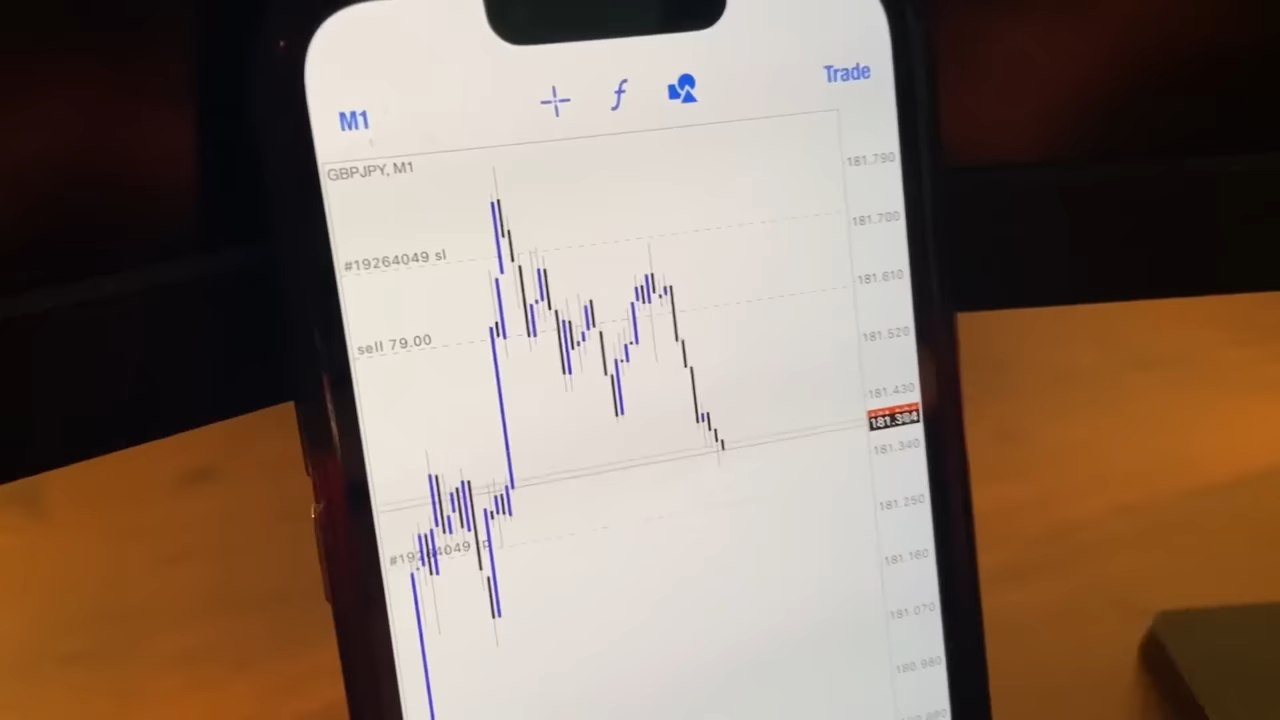 M1
f
Trade
GBPJPY, M1
181.790
#19264049 sl
181.700
181.610
sell 79.00
181.520
181.430
181.384
181.340
181.250
#19264049
181.160
181.070
180.980